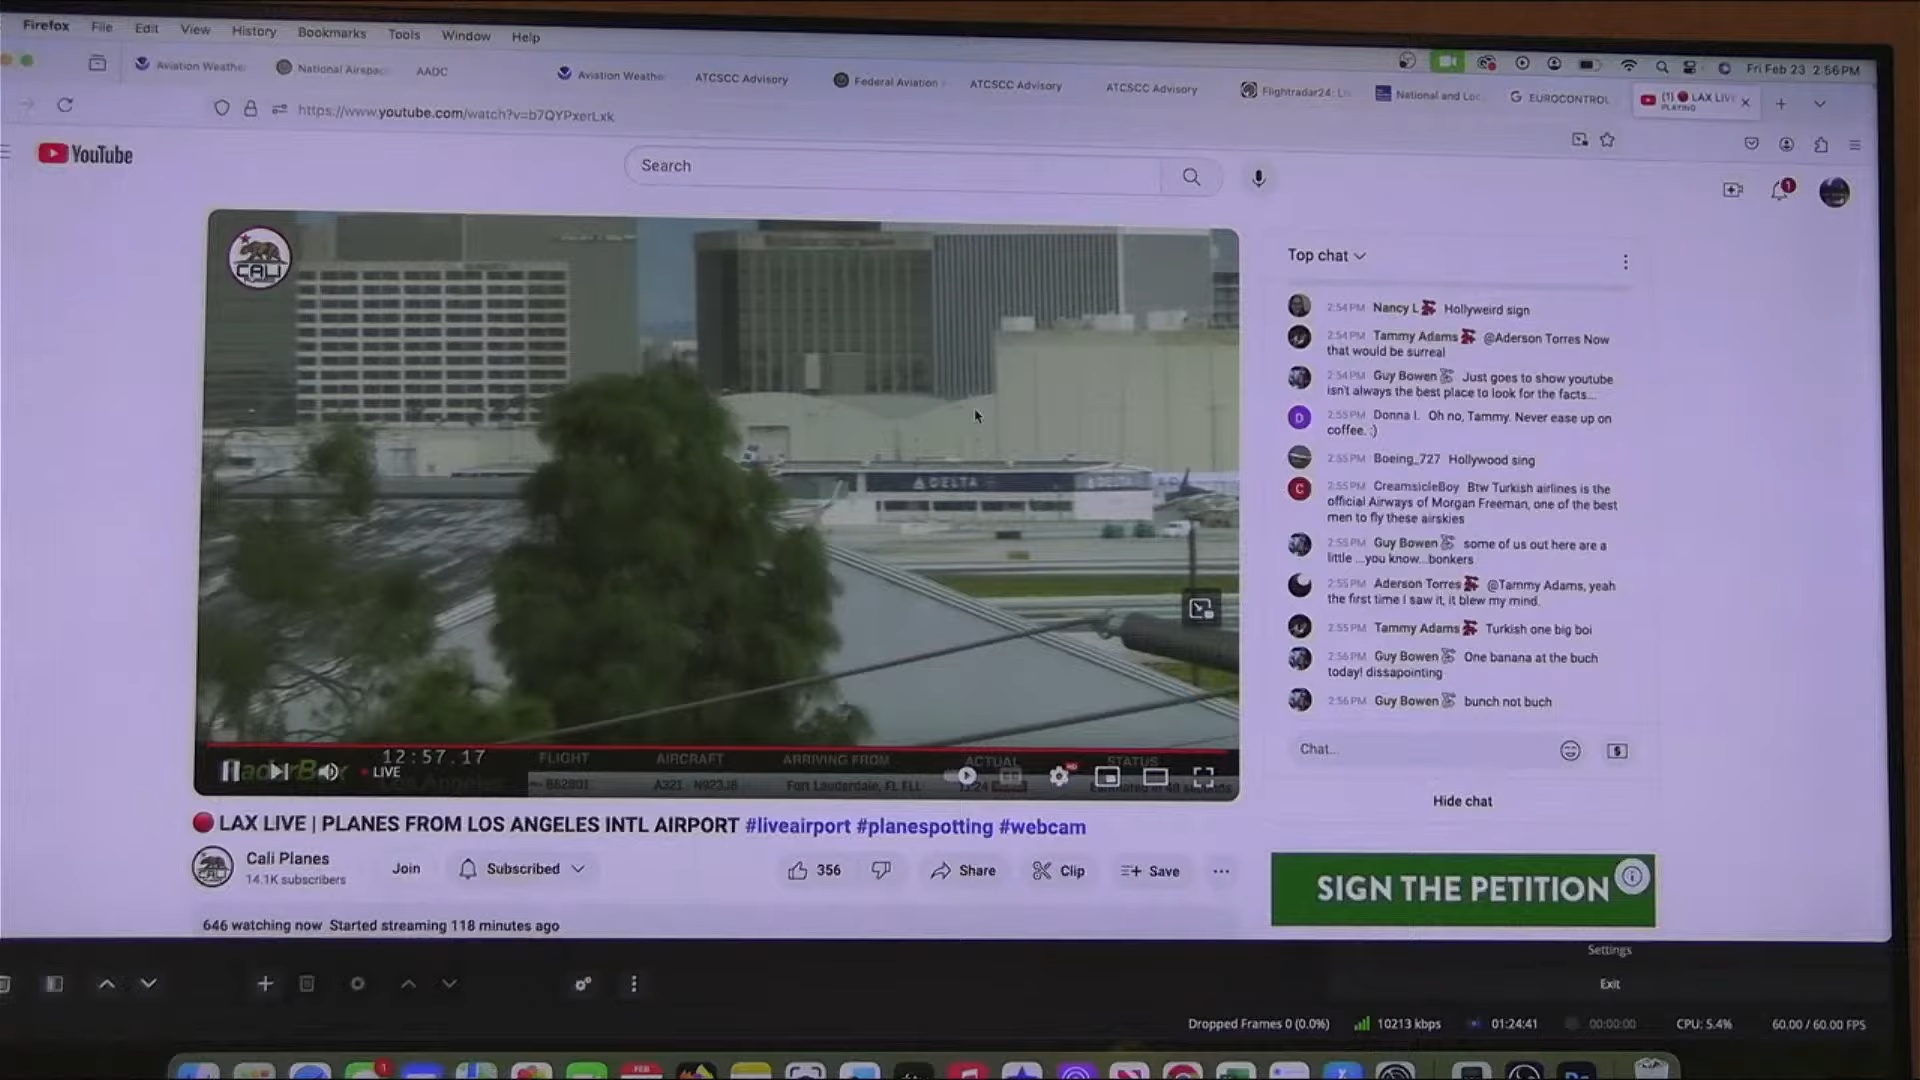 Firefox File Edit View History Bookmarks Tools Window Help
Fri Feb 23 2:56 PM
Aviation Weathe National Airspac AADC Aviation Weathe ATCSCC Advisory Federal Aviation ATCSCC Advisory ATCSCC Advisory Flightradar24: Li National and Loc EUROCONTROL (1) LAX LIV
PLAYING
https://www.youtube.com/watch?v=b7QYPxerLxk
YouTube
Search
1
CALI
DELTA
DELTA
Top chat
2:54 PM Nancy L Hollyweird sign
2:54 PM Tammy Adams @Aderson Torres Now
that would be surreal
2:54 PM Guy Bowen Just goes to show youtube
isn't always the best place to look for the facts...
2:55 PM Donna I. Oh no, Tammy. Never ease up on
coffee. :)
2:55 PM Boeing_727 Hollywood sing
2:55 PM CreamsicleBoy Btw Turkish airlines is the
official Airways of Morgan Freeman, one of the best
men to fly these airskies
2:55 PM Guy Bowen some of us out here are a
little ...you know...bonkers
2:55 PM Aderson Torres @Tammy Adams, yeah
the first time I saw it, it blew my mind.
2:55 PM Tammy Adams Turkish one big boi
2:56 PM Guy Bowen One banana at the buch
today! dissapointing
2:56 PM Guy Bowen bunch not buch
Chat...
Hide chat
12:57.17 FLIGHT AIRCRAFT ARRIVING FROM ACTUAL STATUS
LIVE
A321 Fort Lauderdale, FL FLL
LAX LIVE | PLANES FROM LOS ANGELES INTL AIRPORT #liveairport #planespotting #webcam
Cali Planes
14.1K subscribers
Join Subscribed 356 Share Clip Save
SIGN THE PETITION
646 watching now Started streaming 118 minutes ago
Settings
Exit
Dropped Frames 0 (0.0%) 10213 kbps 01:24:41 00:00:00 CPU: 5.4% 60.00 / 60.00 FPS
1
FEB